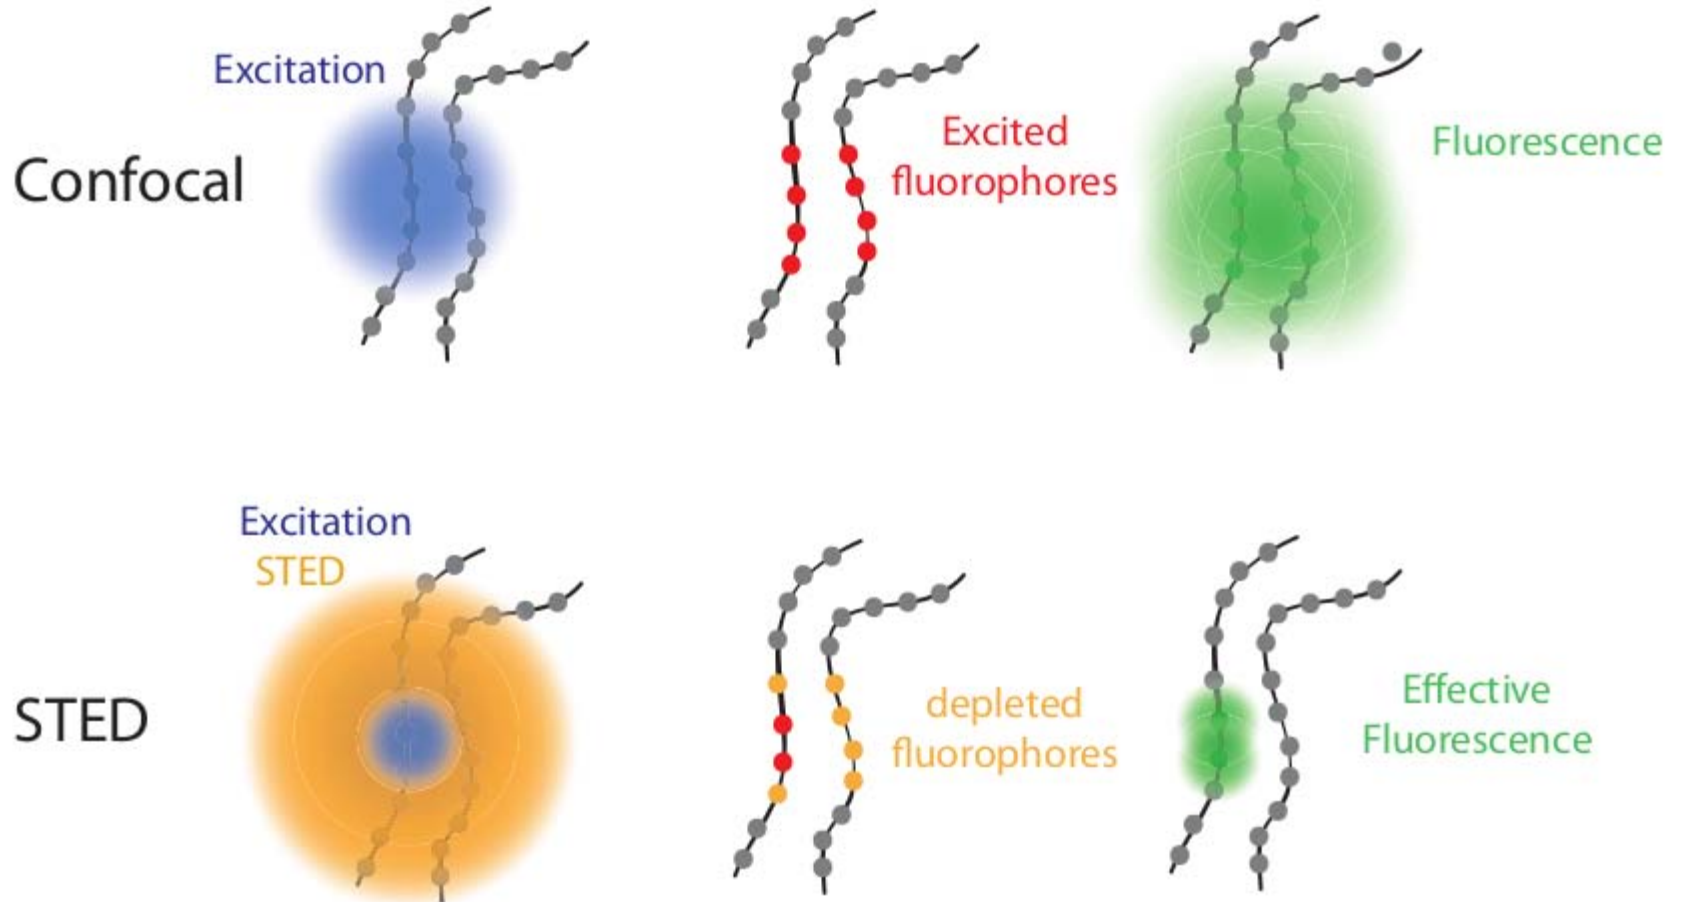 Excitation
Confocal
Excited
fluorophores
Fluorescence
Excitation
STED
STED
depleted
fluorophores
Effective
Fluorescence